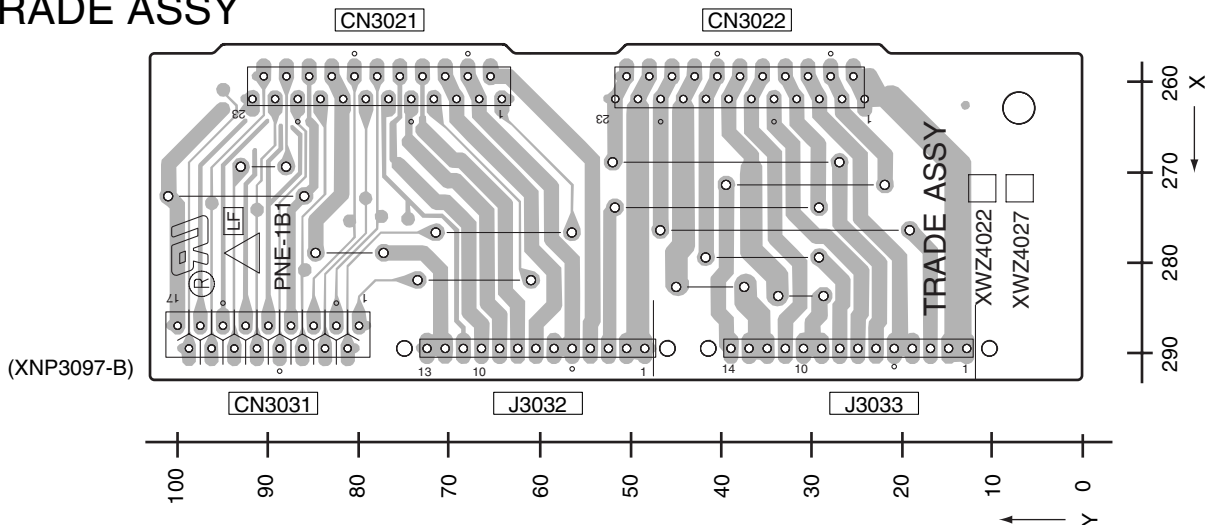 RADE ASSY
CN3021
CN3022
23
1
23
1
260
X
270
280
290
LF
PNE-1B1
TRADE ASSY
XWZ4022
XWZ4027
17
1
13
10
1
14
10
1
(XNP3097-B)
CN3031
J3032
J3033
100
90
80
70
60
50
40
30
20
10
0
Y